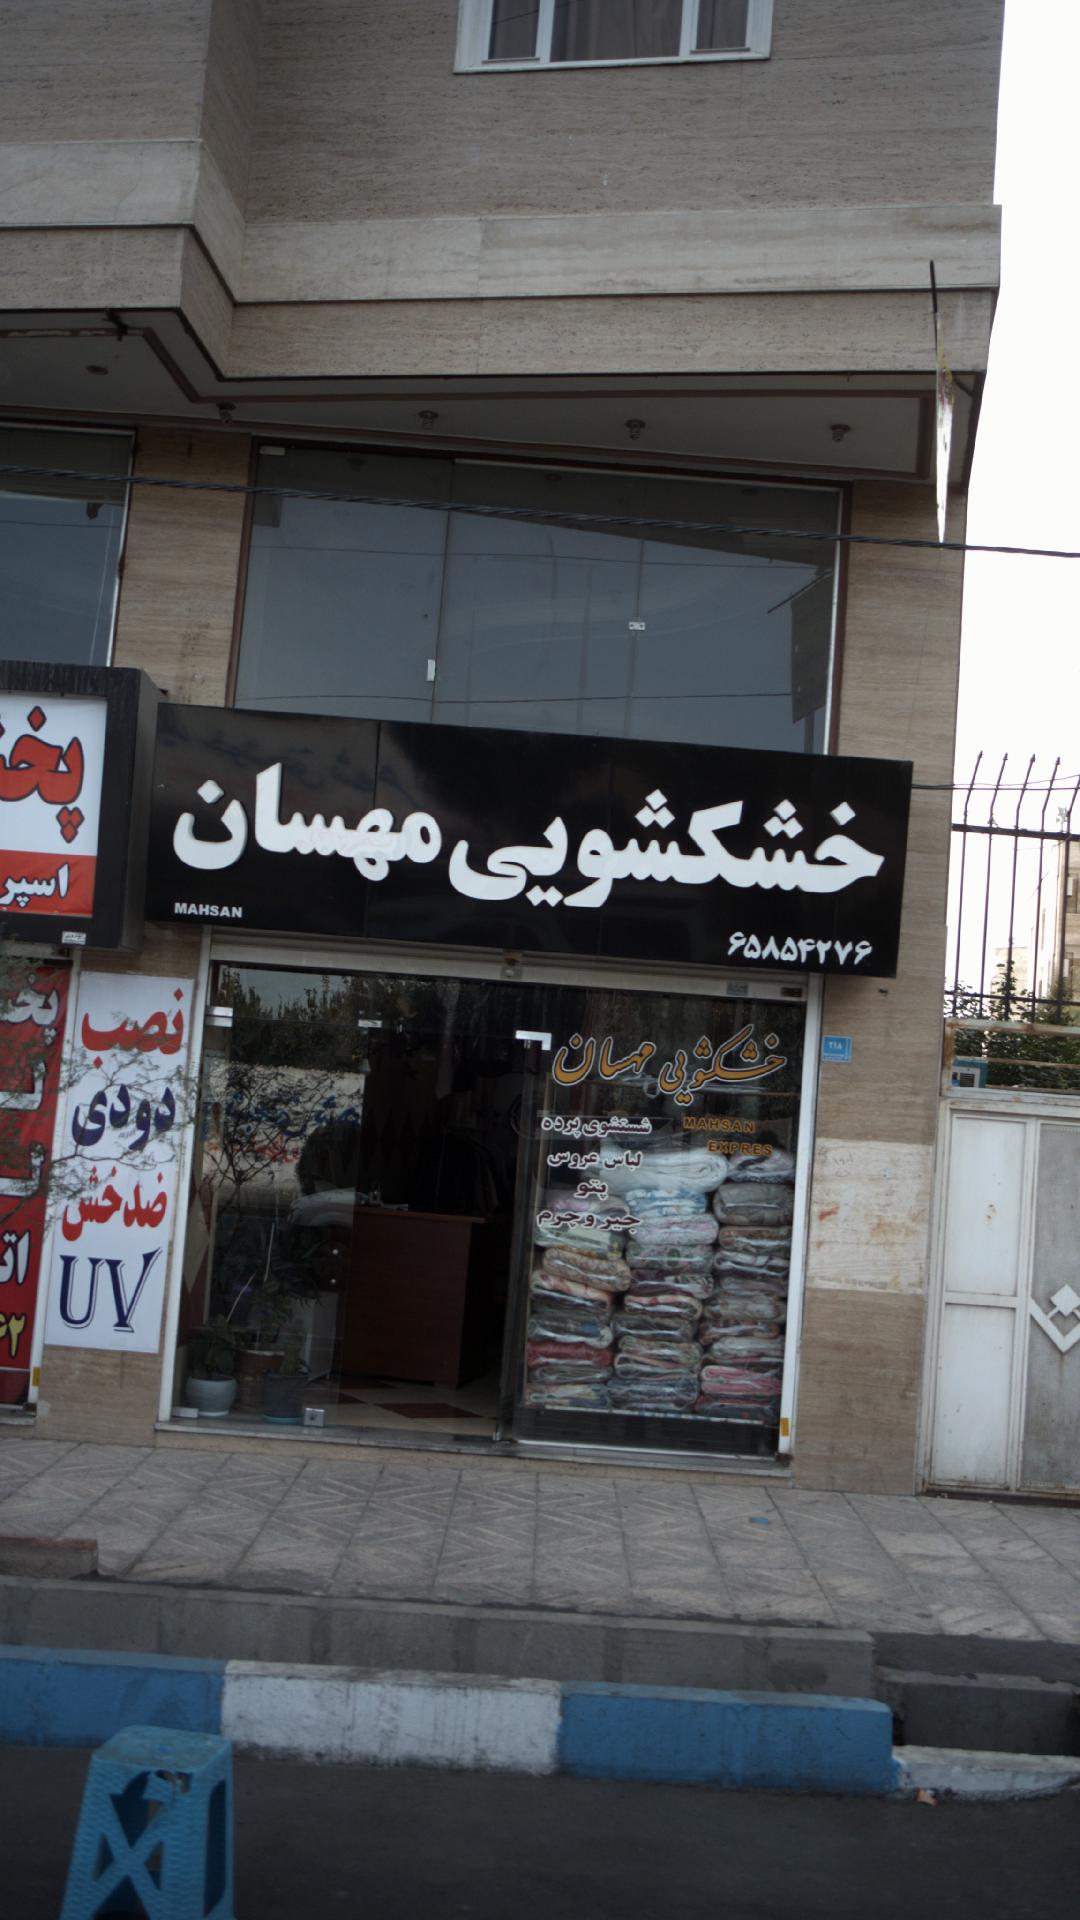 خشکشویی مهسان
MAHSAN
۶۵۸۵۴۲۷۶
اسپر
نصب
دودی
ضدخش
UV
خشکشویی مهسان
MAHSAN
EXPRES
شستشوی پرده
لباس عروس
پتو
جیر و چرم
۲۱۸